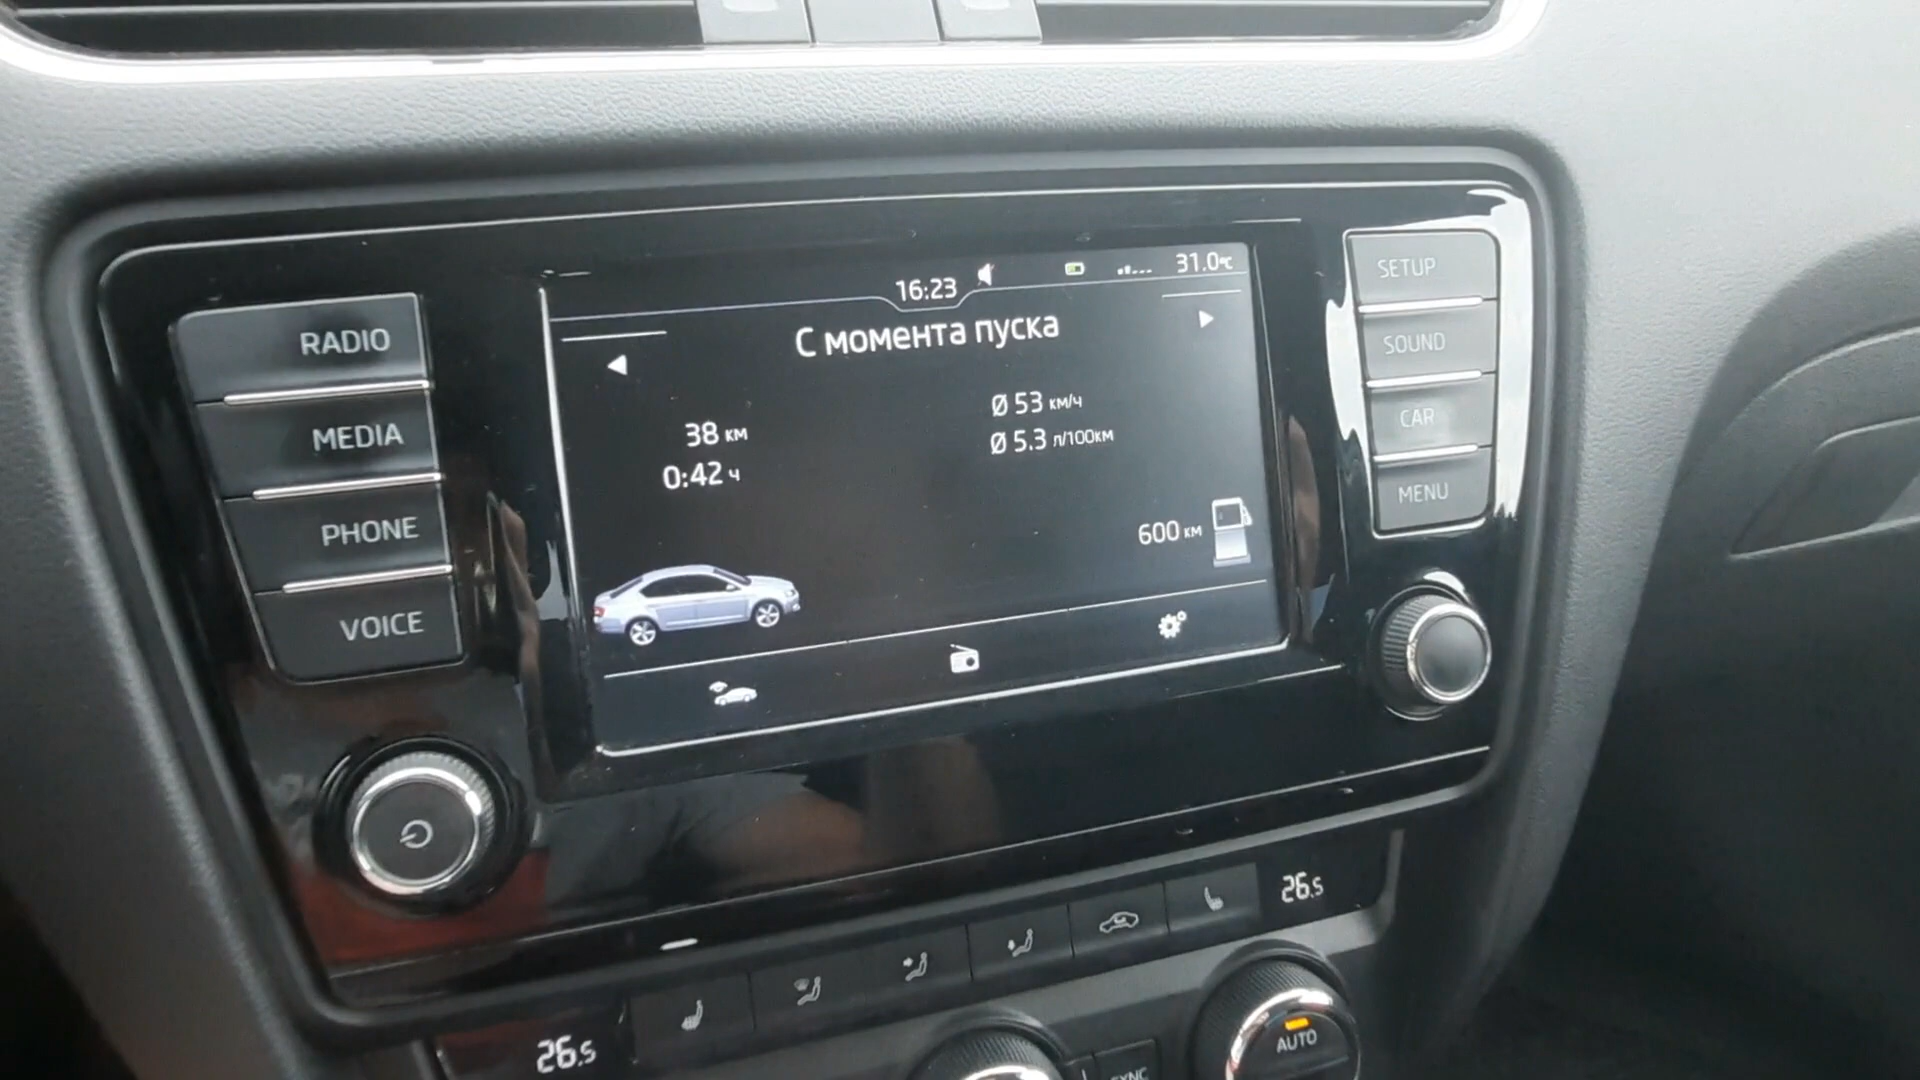 16:23
31.0°C
С момента пуска
38 км
0:42 ч
Ø 53 км/ч
Ø 5.3 л/100км
600 км
RADIO
MEDIA
PHONE
VOICE
SETUP
SOUND
CAR
MENU
26.5
26.5
AUTO
SYNC